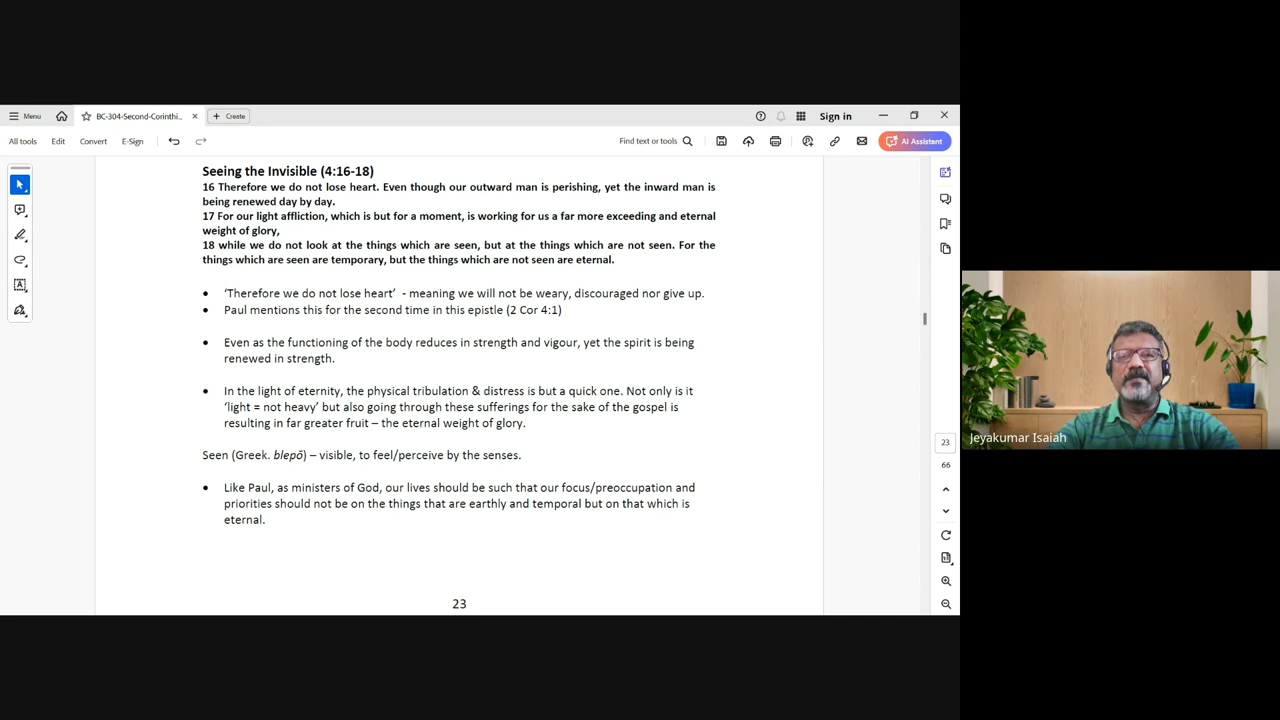 Menu
BC-304-Second-Corinthi...
Create
Sign in
All tools
Edit
Convert
E-Sign
Find text or tools
AI Assistant
Seeing the Invisible (4:16-18)
16 Therefore we do not lose heart. Even though our outward man is perishing, yet the inward man is
being renewed day by day.
17 For our light affliction, which is but for a moment, is working for us a far more exceeding and eternal
weight of glory,
18 while we do not look at the things which are seen, but at the things which are not seen. For the
things which are seen are temporary, but the things which are not seen are eternal.
• ‘Therefore we do not lose heart’ - meaning we will not be weary, discouraged nor give up.
• Paul mentions this for the second time in this epistle (2 Cor 4:1)
• Even as the functioning of the body reduces in strength and vigour, yet the spirit is being
renewed in strength.
• In the light of eternity, the physical tribulation & distress is but a quick one. Not only is it
‘light = not heavy’ but also going through these sufferings for the sake of the gospel is
resulting in far greater fruit – the eternal weight of glory.
Seen (Greek. blepō) – visible, to feel/perceive by the senses.
• Like Paul, as ministers of God, our lives should be such that our focus/preoccupation and
priorities should not be on the things that are earthly and temporal but on that which is
eternal.
23
23
66
Jeyakumar Isaiah